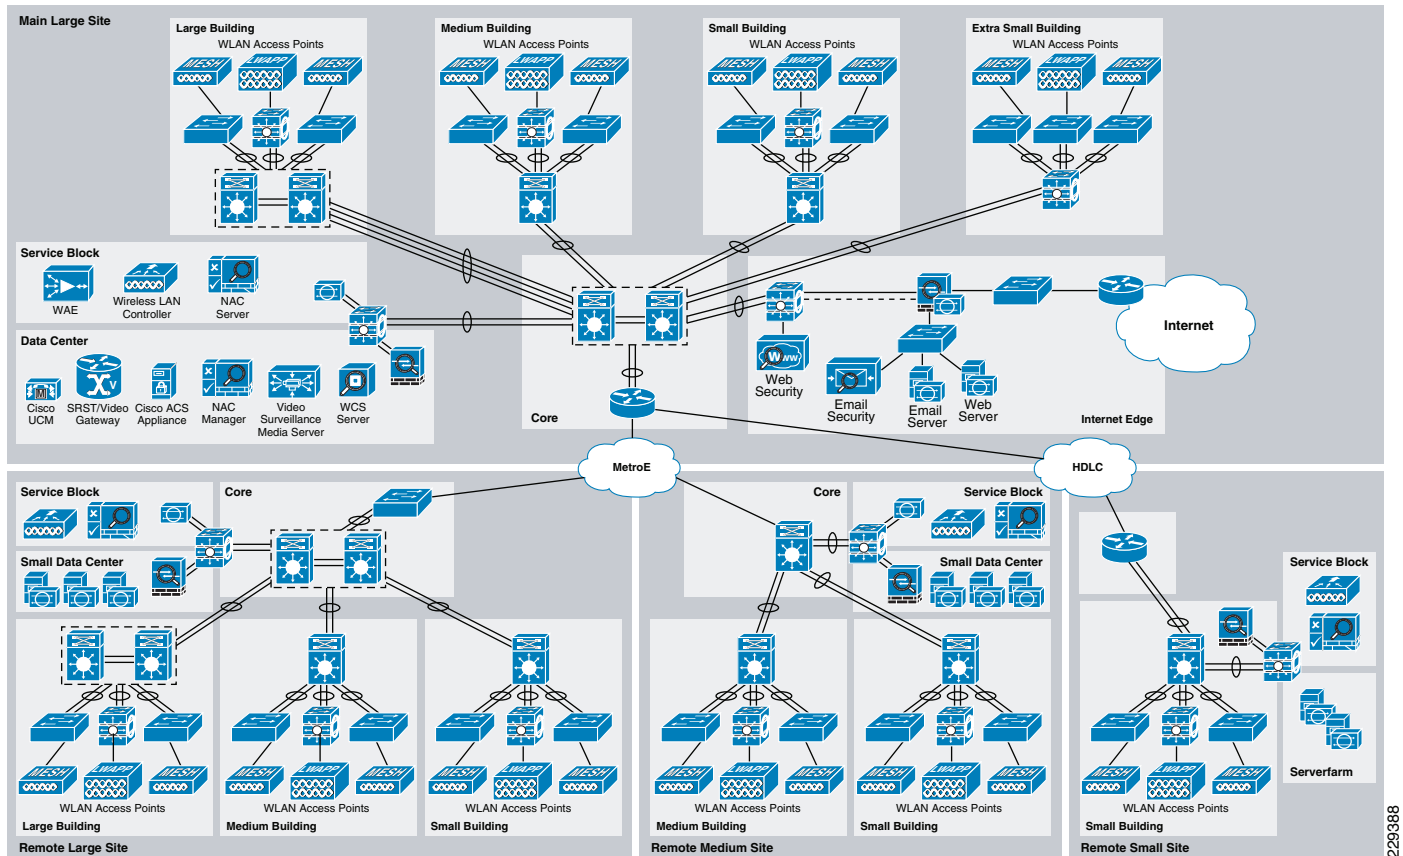 Main Large Site
Large Building
WLAN Access Points
MESH
LWAPP
MESH
Medium Building
WLAN Access Points
MESH
LWAPP
MESH
Small Building
WLAN Access Points
MESH
LWAPP
MESH
Extra Small Building
WLAN Access Points
MESH
LWAPP
MESH
Service Block
WAE
Wireless LAN
Controller
NAC
Server
Data Center
M
Cisco
UCM
V
SRST/Video
Gateway
Cisco ACS
Appliance
NAC
Manager
Video
Surveillance
Media Server
WCS
Server
Core
Www
Web
Security
Email
Security
Email
Server
Web
Server
Internet Edge
Internet
MetroE
HDLC
Service Block
Core
Small Data Center
MESH
LWAPP
MESH
WLAN Access Points
Large Building
MESH
LWAPP
MESH
WLAN Access Points
Medium Building
MESH
LWAPP
MESH
WLAN Access Points
Small Building
Remote Large Site
Core
Service Block
Small Data Center
MESH
LWAPP
MESH
WLAN Access Points
Medium Building
MESH
LWAPP
MESH
WLAN Access Points
Small Building
Remote Medium Site
Service Block
Serverfarm
MESH
LWAPP
MESH
WLAN Access Points
Small Building
Remote Small Site
229388